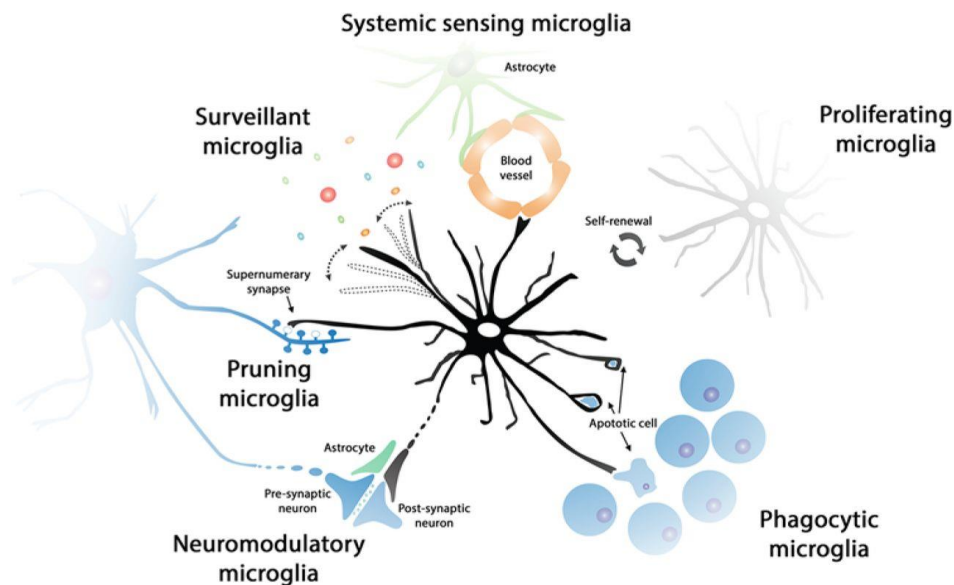 Systemic sensing microglia
Astrocyte
Surveillant
microglia
Proliferating
microglia
Blood
vessel
Self-renewal
Supernumerary
synapse
Pruning
microglia
Apoptotic cell
Astrocyte
Pre-synaptic
neuron
Post-synaptic
neuron
Neuromodulatory
microglia
Phagocytic
microglia